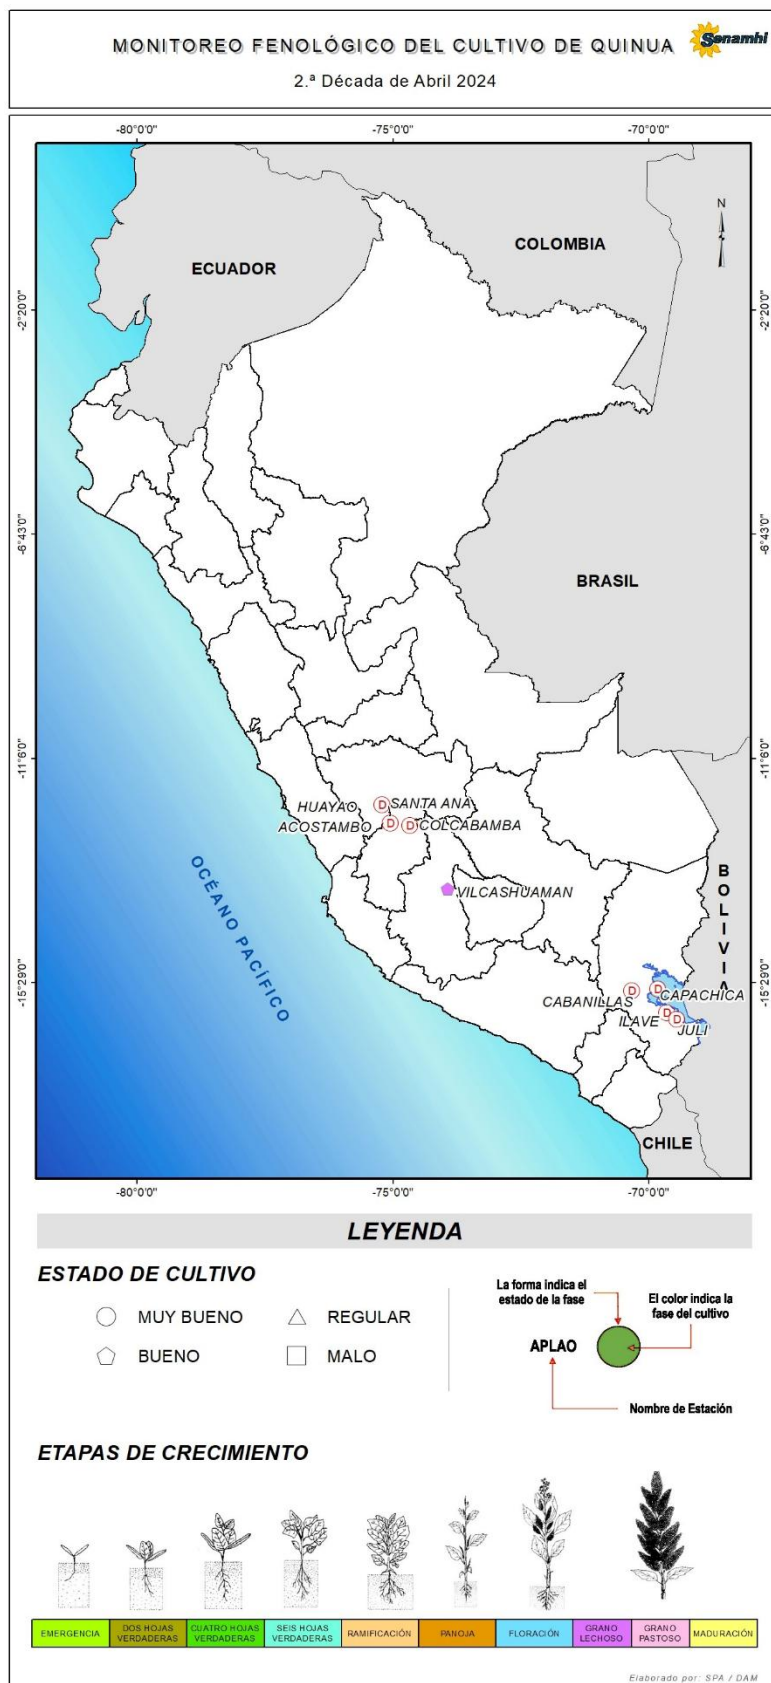 MONITOREO FENOLÓGICO DEL CULTIVO DE QUINUA
Senamhi
2.ª Década de Abril 2024
-80°0'0" -75°0'0" -70°0'0"
N
COLOMBIA
ECUADOR
-2°20'0" -2°20'0"
-6°43'0" -6°43'0"
BRASIL
-11°6'0" -11°6'0"
HUAYAO D SANTA ANA
ACOSTAMBO D D COLCABAMBA
OCÉANO PACÍFICO
VILCASHUAMAN
BOLIVIA
-15°29'0" -15°29'0"
CABANILLAS D D CAPACHICA
ILAVE D D JULI
CHILE
-80°0'0" -75°0'0" -70°0'0"
LEYENDA
ESTADO DE CULTIVO
MUY BUENO REGULAR
BUENO MALO
La forma indica el
estado de la fase
El color indica la
fase del cultivo
APLAO
Nombre de Estación
ETAPAS DE CRECIMIENTO
EMERGENCIA
DOS HOJAS
VERDADERAS
CUATRO HOJAS
VERDADERAS
SEIS HOJAS
VERDADERAS
RAMIFICACIÓN
PANOJA
FLORACIÓN
GRANO
LECHOSO
GRANO
PASTOSO
MADURACIÓN
Elaborado por: SPA / DAM